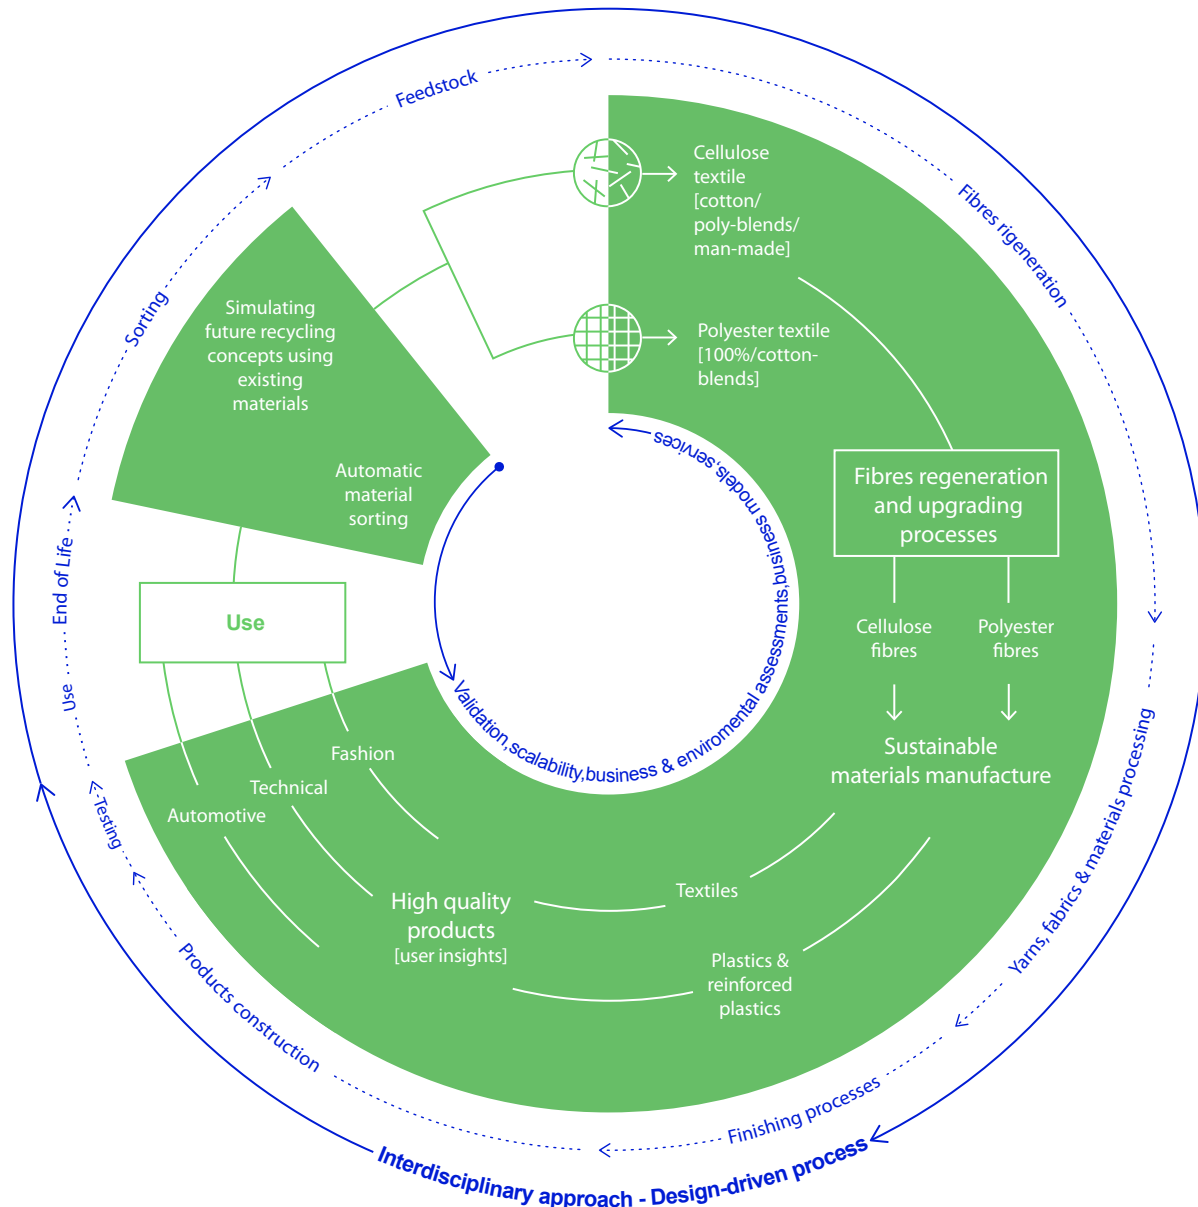 Feedstock
Fibres rigeneration
Yarns, fabrics & materials processing
Finishing processes
Products construction
Testing
Use
End of Life
Sorting
Interdisciplinary approach - Design-driven process
Cellulose
textile
[cotton/
poly-blends/
man-made]
Polyester textile
[100%/cotton-
blends]
Fibres regeneration
and upgrading
processes
Cellulose
fibres
Polyester
fibres
Sustainable
materials manufacture
Textiles
Plastics &
reinforced
plastics
High quality
products
[user insights]
Fashion
Technical
Automotive
Use
Automatic
material
sorting
Simulating
future recycling
concepts using
existing
materials
Validation,scalability,business & enviromental assessments,business models,services